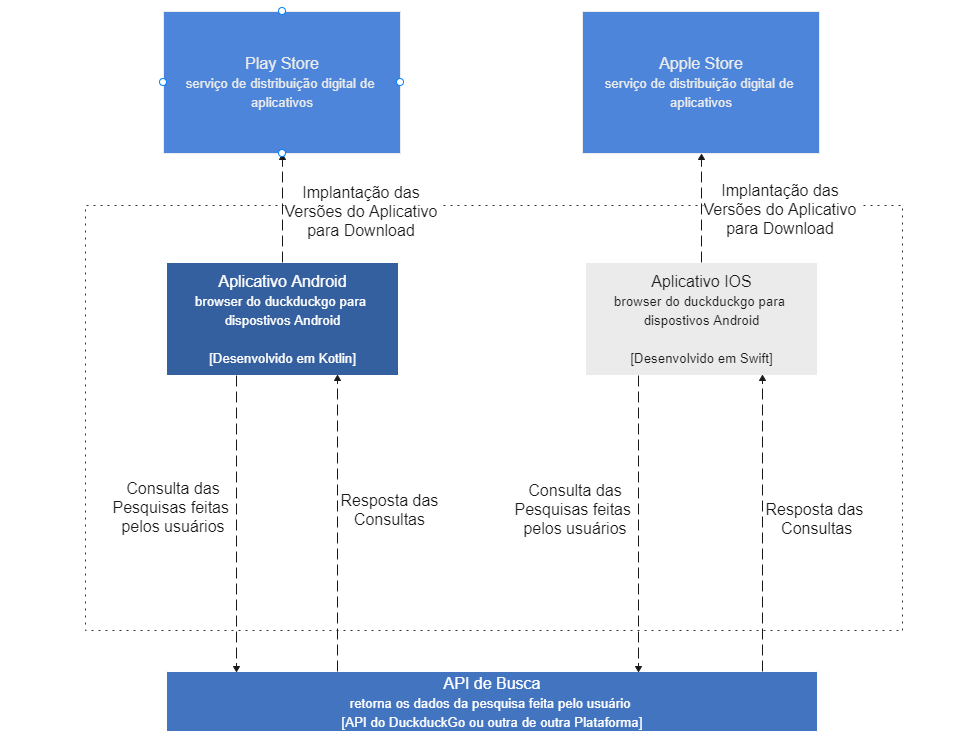 Play Store
serviço de distribuição digital de
aplicativos
Apple Store
serviço de distribuição digital de
aplicativos
Implantação das
Versões do Aplicativo
para Download
Implantação das
Versões do Aplicativo
para Download
Aplicativo Android
browser do duckduckgo para
dispostivos Android
[Desenvolvido em Kotlin]
Aplicativo IOS
browser do duckduckgo para
dispostivos Android
[Desenvolvido em Swift]
Consulta das
Pesquisas feitas
pelos usuários
Resposta das
Consultas
Consulta das
Pesquisas feitas
pelos usuários
Resposta das
Consultas
API de Busca
retorna os dados da pesquisa feita pelo usuário
[API do DuckduckGo ou outra de outra Plataforma]